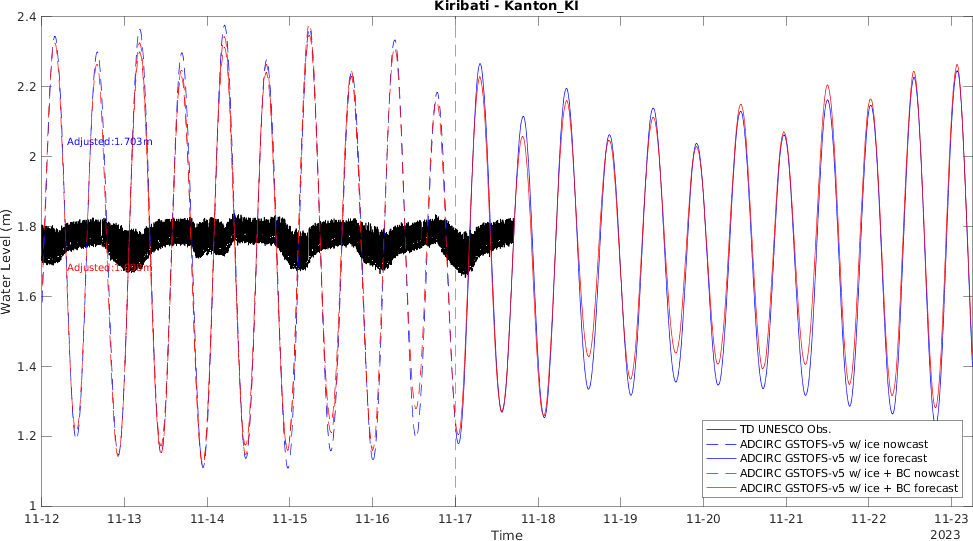 Kiribati - Kanton_KI
2.4
2.2
2
1.8
1.6
1.4
1.2
1
Water Level (m)
Adjusted:1.703m
TD UNESCO Obs.
ADCIRC GSTOFS-v5 w/ ice nowcast
ADCIRC GSTOFS-v5 w/ ice forecast
ADCIRC GSTOFS-v5 w/ ice + BC nowcast
ADCIRC GSTOFS-v5 w/ ice + BC forecast
11-12 11-13 11-14 11-15 11-16 11-17 11-18 11-19 11-20 11-21 11-22 11-23
Time
2023